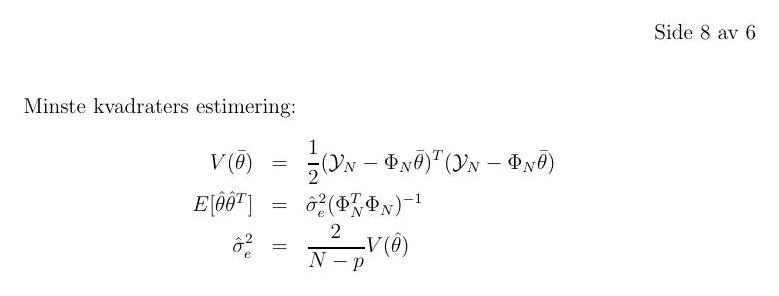 Side 8 av 6
Minste kvadraters estimering:
V(θ̄) = 1/2 (𝒴_N − Φ_N θ̄)^T (𝒴_N − Φ_N θ̄)
E[θ̂θ̂^T] = σ̂_e^2 (Φ_N^T Φ_N)^{−1}
σ̂_e^2 = 2/(N − p) V(θ̂)